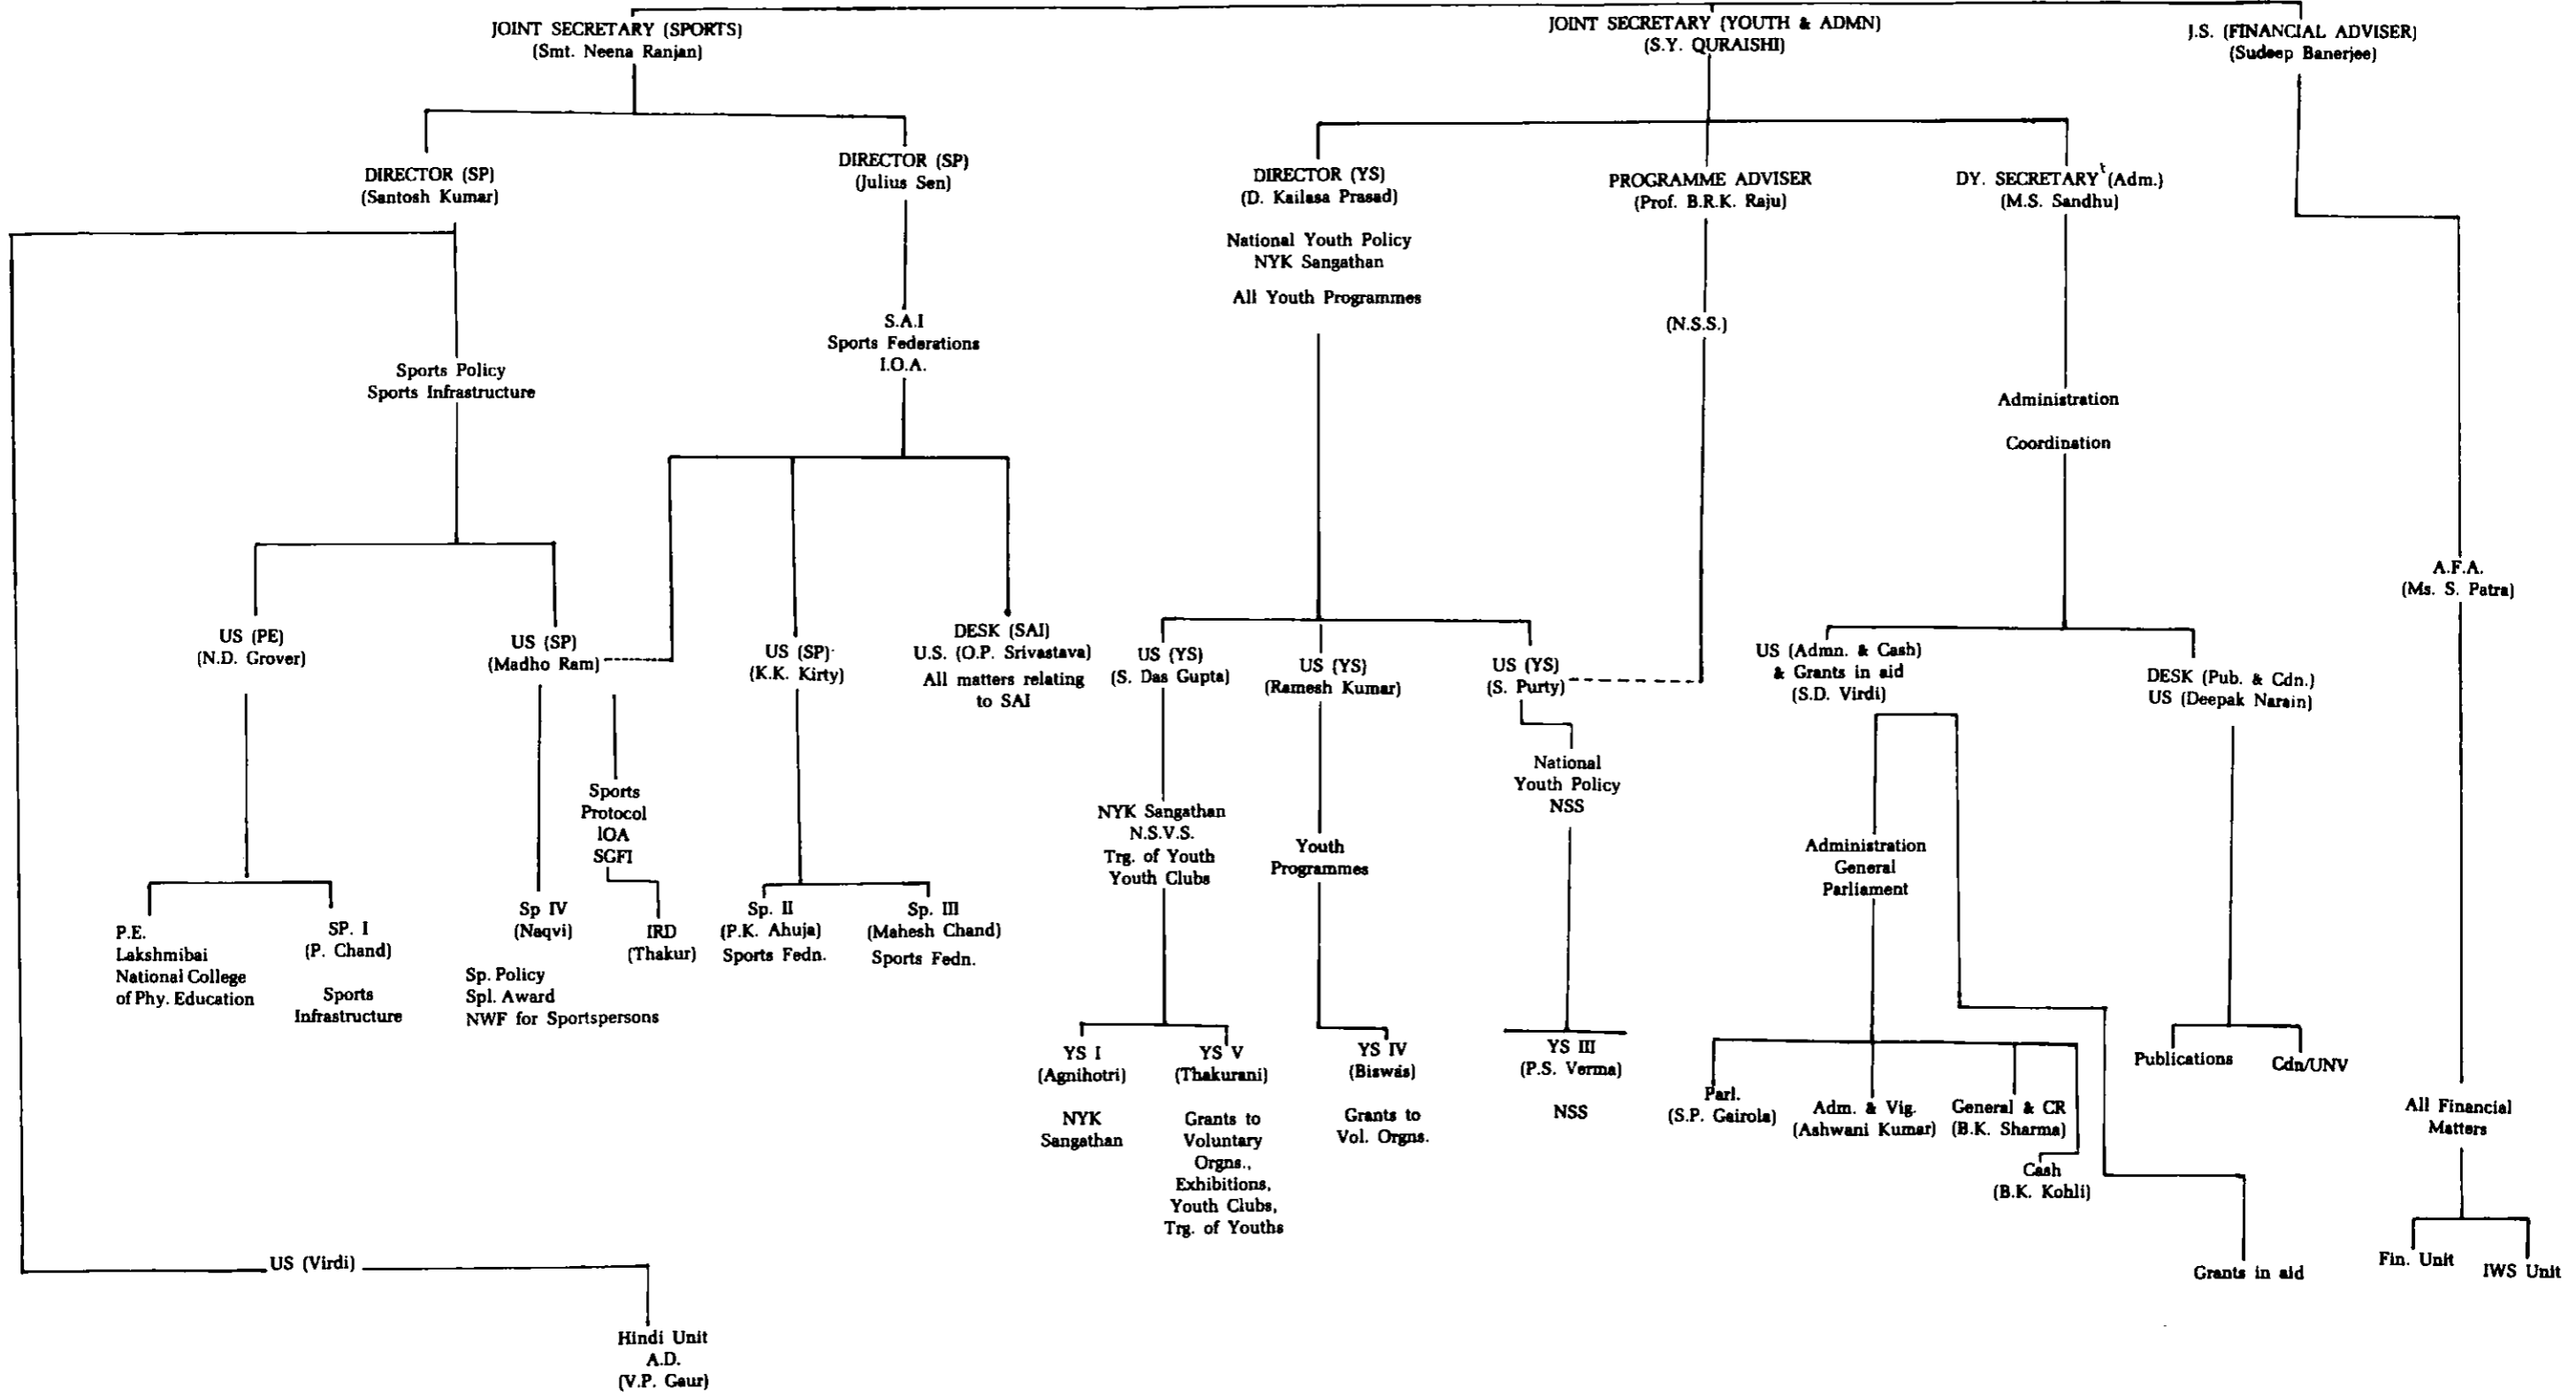 JOINT SECRETARY (SPORTS)
(Smt. Neena Ranjan)
JOINT SECRETARY (YOUTH & ADMN)
(S.Y. QURAISHI)
J.S. (FINANCIAL ADVISER)
(Sudeep Banerjee)
DIRECTOR (SP)
(Santosh Kumar)
DIRECTOR (SP)
(Julius Sen)
DIRECTOR (YS)
(D. Kailasa Prasad)
National Youth Policy
NYK Sangathan
All Youth Programmes
PROGRAMME ADVISER
(Prof. B.R.K. Raju)
DY. SECRETARY (Adm.)
(M.S. Sandhu)
Sports Policy
Sports Infrastructure
S.A.I
Sports Federations
I.O.A.
(N.S.S.)
Administration
Coordination
A.F.A.
(Ms. S. Patra)
US (PE)
(N.D. Grover)
US (SP)
(Madho Ram)
US (SP)
(K.K. Kirty)
DESK (SAI)
U.S. (O.P. Srivastava)
All matters relating
to SAI
US (YS)
(S. Das Gupta)
US (YS)
(Ramesh Kumar)
US (YS)
(S. Purty)
US (Admn. & Cash)
& Grants in aid
(S.D. Virdi)
DESK (Pub. & Cdn.)
US (Deepak Narain)
Sports
Protocol
IOA
SGFI
NYK Sangathan
N.S.V.S.
Trg. of Youth
Youth Clubs
Youth
Programmes
National
Youth Policy
NSS
Administration
General
Parliament
P.E.
Lakshmibai
National College
of Phy. Education
SP. I
(P. Chand)
Sports
Infrastructure
Sp IV
(Naqvi)
Sp. Policy
Spl. Award
NWF for Sportspersons
IRD
(Thakur)
Sp. II
(P.K. Ahuja)
Sports Fedn.
Sp. III
(Mahesh Chand)
Sports Fedn.
YS I
(Agnihotri)
NYK
Sangathan
YS V
(Thakurani)
Grants to
Voluntary
Orgns.,
Exhibitions,
Youth Clubs,
Trg. of Youths
YS IV
(Biswas)
Grants to
Vol. Orgns.
YS III
(P.S. Verma)
NSS
Parl.
(S.P. Gairola)
Adm. & Vig.
(Ashwani Kumar)
General & CR
(B.K. Sharma)
Cash
(B.K. Kohli)
Publications
Cdn/UNV
All Financial
Matters
Grants in aid
Fin. Unit
IWS Unit
US (Virdi)
Hindi Unit
A.D.
(V.P. Gaur)